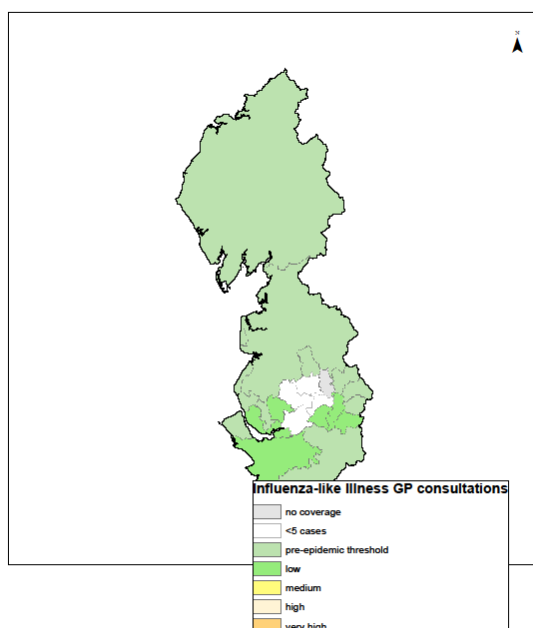 N
Influenza-like Illness GP consultations
no coverage
<5 cases
pre-epidemic threshold
low
medium
high
very high